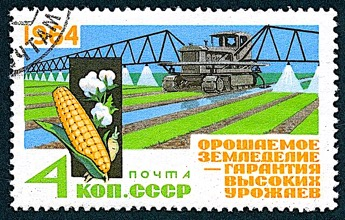 1964
ОРОШАЕМОЕ
ЗЕМЛЕДЕЛИЕ
—ГАРАНТИЯ
ВЫСОКИХ
УРОЖАЕВ
ПОЧТА
4 КОП. СССР